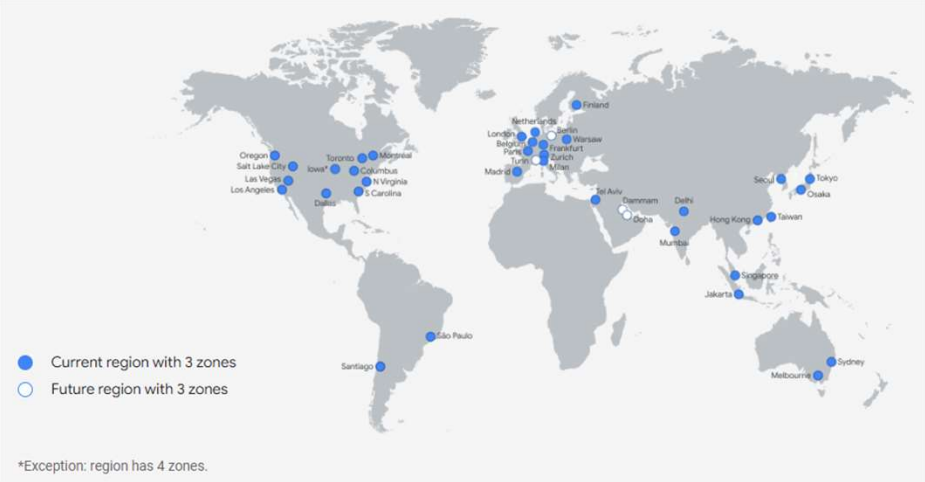 Finland
Netherlands
London
Berlin
Belgium
Warsaw
Paris
Frankfurt
Zurich
Turin
Milan
Madrid
Oregon
Toronto
Montréal
Salt Lake City
Iowa*
Columbus
Las Vegas
N Virginia
Los Angeles
S Carolina
Dallas
Tel Aviv
Dammam
Doha
Delhi
Mumbai
Seoul
Tokyo
Osaka
Hong Kong
Taiwan
Singapore
Jakarta
São Paulo
Santiago
Sydney
Melbourne
Current region with 3 zones
Future region with 3 zones
*Exception: region has 4 zones.